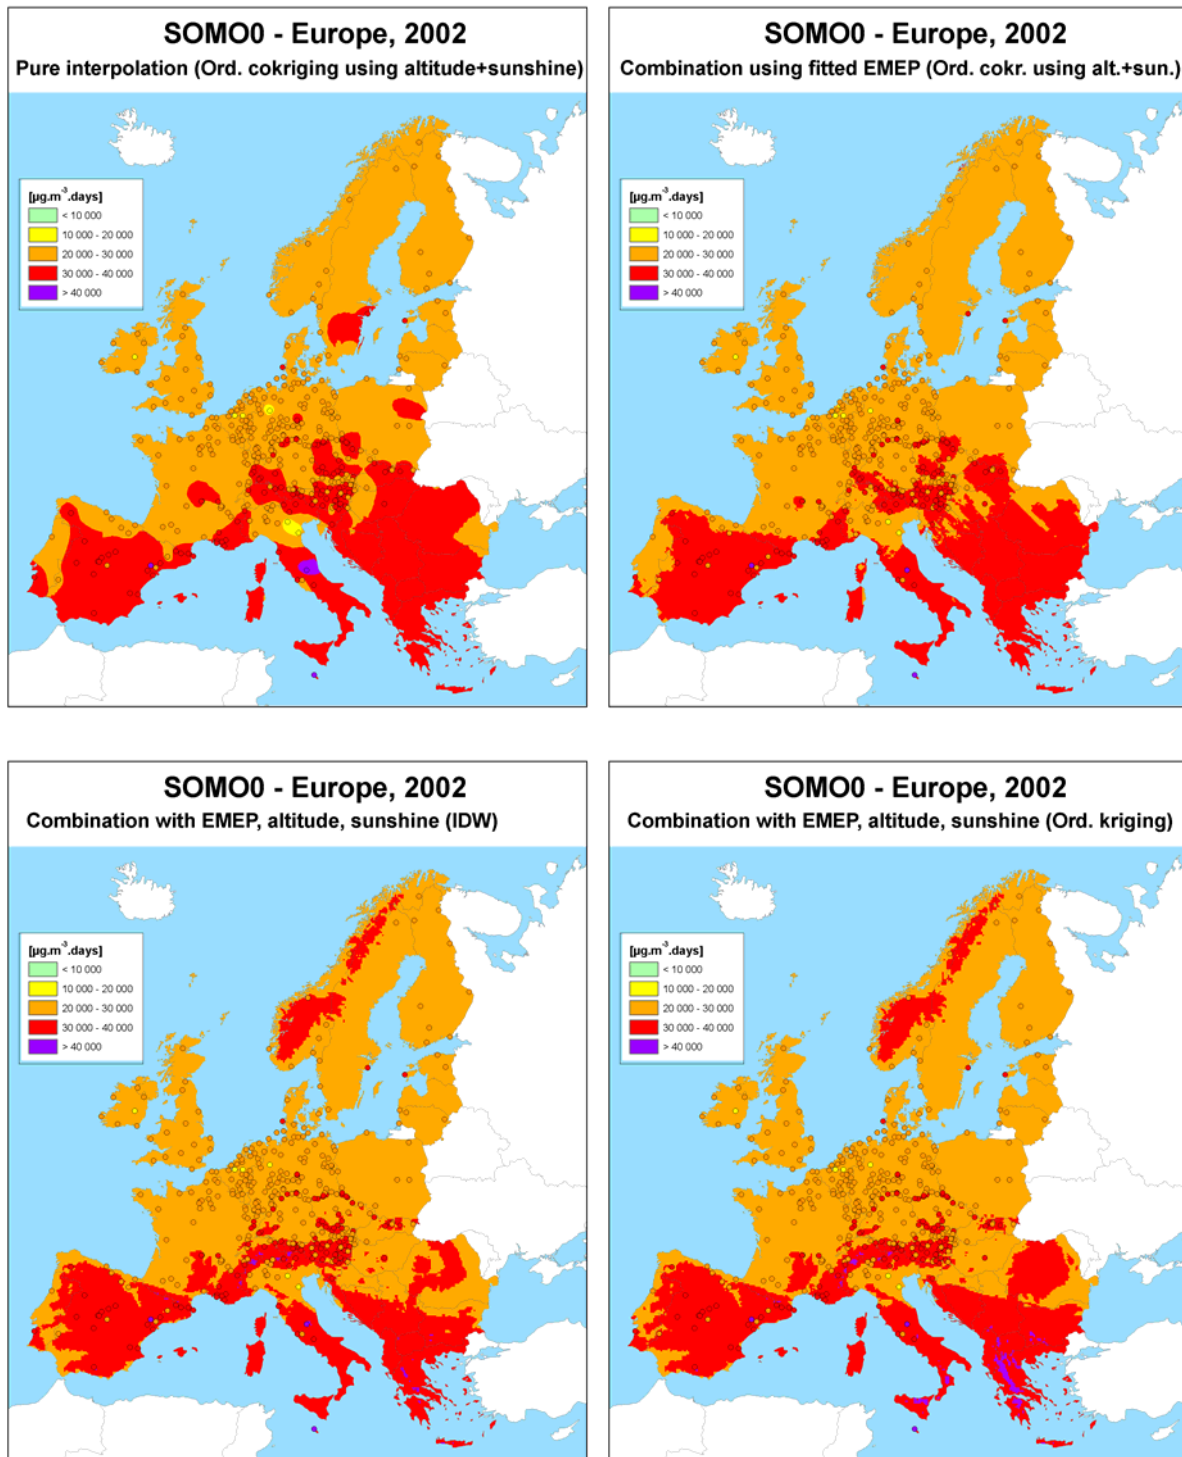 SOMO0 - Europe, 2002
Pure interpolation (Ord. cokriging using altitude+sunshine)
[µg.m⁻³.days]
< 10 000
10 000 - 20 000
20 000 - 30 000
30 000 - 40 000
> 40 000
SOMO0 - Europe, 2002
Combination using fitted EMEP (Ord. cokr. using alt.+sun.)
[µg.m⁻³.days]
< 10 000
10 000 - 20 000
20 000 - 30 000
30 000 - 40 000
> 40 000
SOMO0 - Europe, 2002
Combination with EMEP, altitude, sunshine (IDW)
[µg.m⁻³.days]
< 10 000
10 000 - 20 000
20 000 - 30 000
30 000 - 40 000
> 40 000
SOMO0 - Europe, 2002
Combination with EMEP, altitude, sunshine (Ord. kriging)
[µg.m⁻³.days]
< 10 000
10 000 - 20 000
20 000 - 30 000
30 000 - 40 000
> 40 000